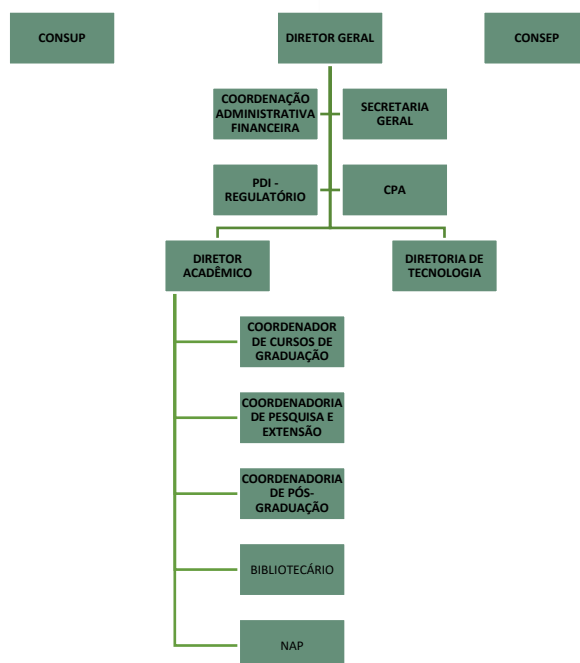 CONSUP
DIRETOR GERAL
CONSEP
COORDENAÇÃO
ADMINISTRATIVA
FINANCEIRA
SECRETARIA
GERAL
PDI -
REGULATÓRIO
CPA
DIRETOR
ACADÊMICO
DIRETORIA DE
TECNOLOGIA
COORDENADOR
DE CURSOS DE
GRADUAÇÃO
COORDENADORIA
DE PESQUISA E
EXTENSÃO
COORDENADORIA
DE PÓS-
GRADUAÇÃO
BIBLIOTECÁRIO
NAP